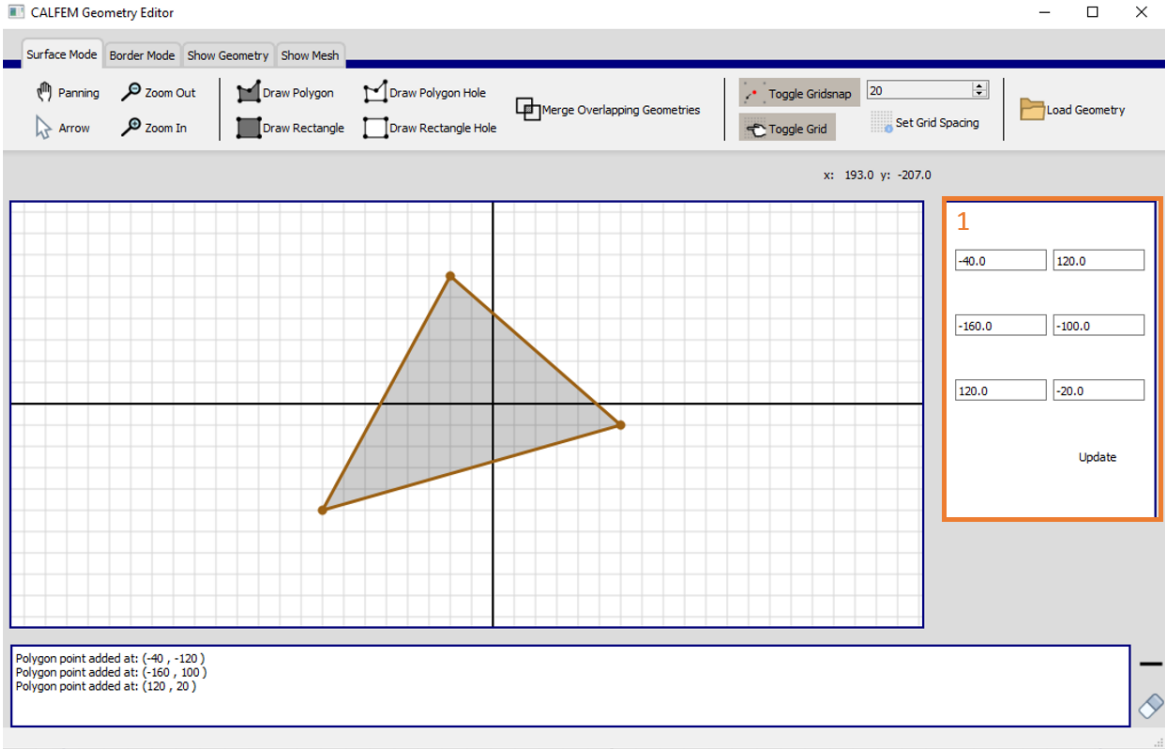 CALFEM Geometry Editor
Surface Mode Border Mode Show Geometry Show Mesh
Panning Zoom Out Draw Polygon Draw Polygon Hole Toggle Gridsnap 20
Merge Overlapping Geometries Load Geometry
Arrow Zoom In Draw Rectangle Draw Rectangle Hole Toggle Grid Set Grid Spacing
x: 193.0 y: -207.0
1
-40.0 120.0
-160.0 -100.0
120.0 -20.0
Update
Polygon point added at: (-40 , -120 )
Polygon point added at: (-160 , 100 )
Polygon point added at: (120 , 20 )